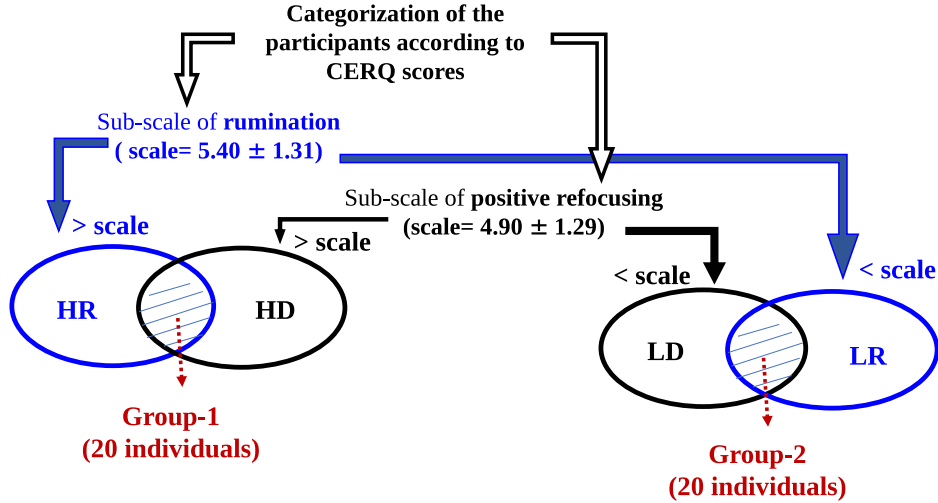 Categorization of the
participants according to
CERQ scores
Sub-scale of rumination
( scale= 5.40 ± 1.31)
Sub-scale of positive refocusing
(scale= 4.90 ± 1.29)
> scale
> scale
< scale
< scale
HR
HD
LD
LR
Group-1
(20 individuals)
Group-2
(20 individuals)